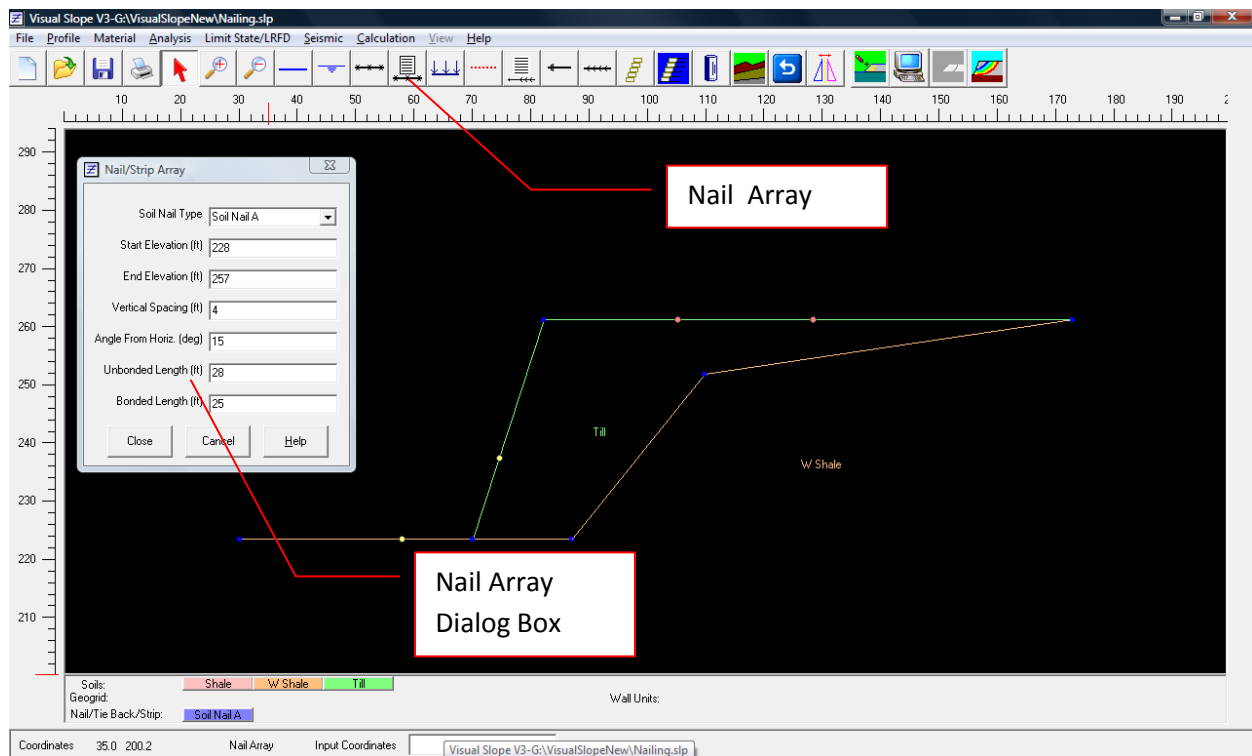 Visual Slope V3-G:\VisualSlopeNew\Nailing.slp
File Profile Material Analysis Limit State/LRFD Seismic Calculation View Help
10 20 30 40 50 60 70 80 90 100 110 120 130 140 150 160 170 180 190 2
290
280
270
260
250
240
230
220
210
Nail/Strip Array
Soil Nail Type Soil Nail A
Start Elevation (ft) 228
End Elevation (ft) 257
Vertical Spacing (ft) 4
Angle From Horiz. (deg) 15
Unbonded Length (ft) 28
Bonded Length (ft) 25
Close Cancel Help
Nail Array
Till
W Shale
Nail Array
Dialog Box
Soils: Shale W Shale Till
Geogrid: Wall Units:
Nail/Tie Back/Strip: Soil Nail A
Coordinates 35.0 200.2 Nail Array Input Coordinates
Visual Slope V3-G:\VisualSlopeNew\Nailing.slp